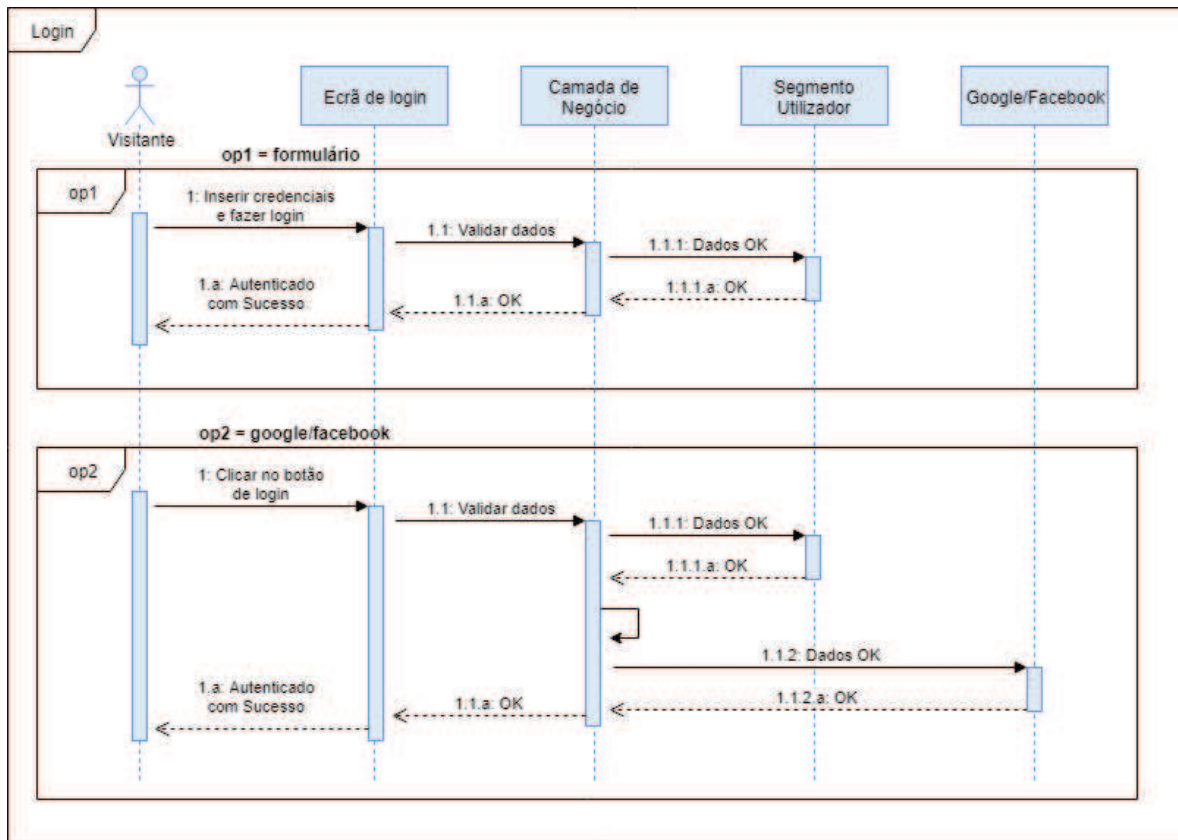 Login
Visitante
Ecrã de login
Camada de
Negócio
Segmento
Utilizador
Google/Facebook
op1 = formulário
op1
1: Inserir credenciais
e fazer login
1.1: Validar dados
1.1.1: Dados OK
1.1.1.a: OK
1.1.a: OK
1.a: Autenticado
com Sucesso
op2 = google/facebook
op2
1: Clicar no botão
de login
1.1: Validar dados
1.1.1: Dados OK
1.1.1.a: OK
1.1.2: Dados OK
1.1.2.a: OK
1.1.a: OK
1.a: Autenticado
com Sucesso